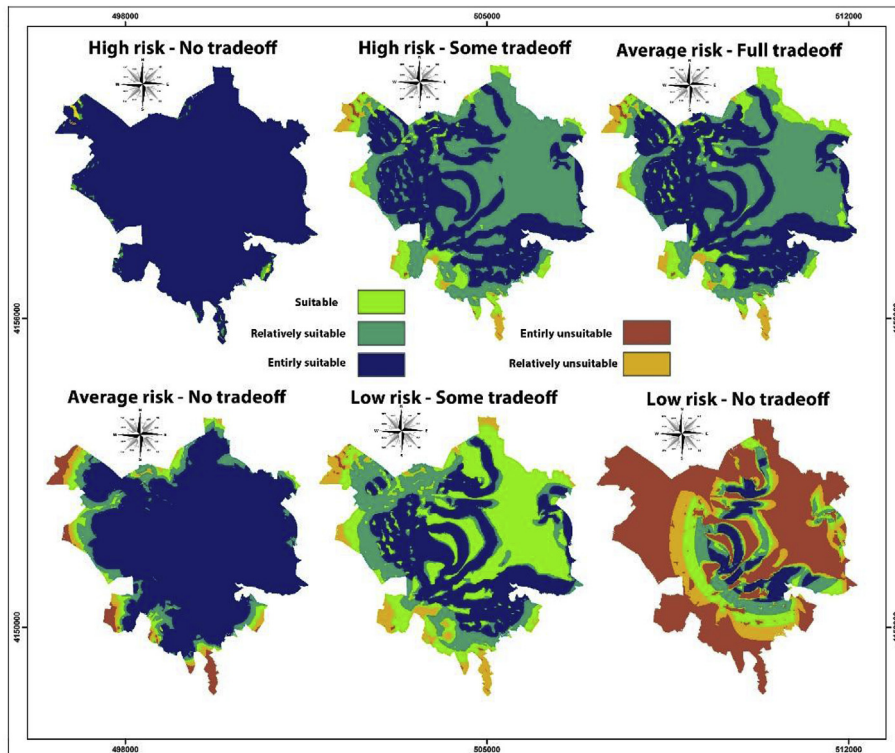 498000 505000 512000
High risk - No tradeoff High risk - Some tradeoff Average risk - Full tradeoff
Suitable
Relatively suitable Entirly unsuitable
Entirly suitable Relatively unsuitable
4156000
Average risk - No tradeoff Low risk - Some tradeoff Low risk - No tradeoff
4150000
498000 505000 512000